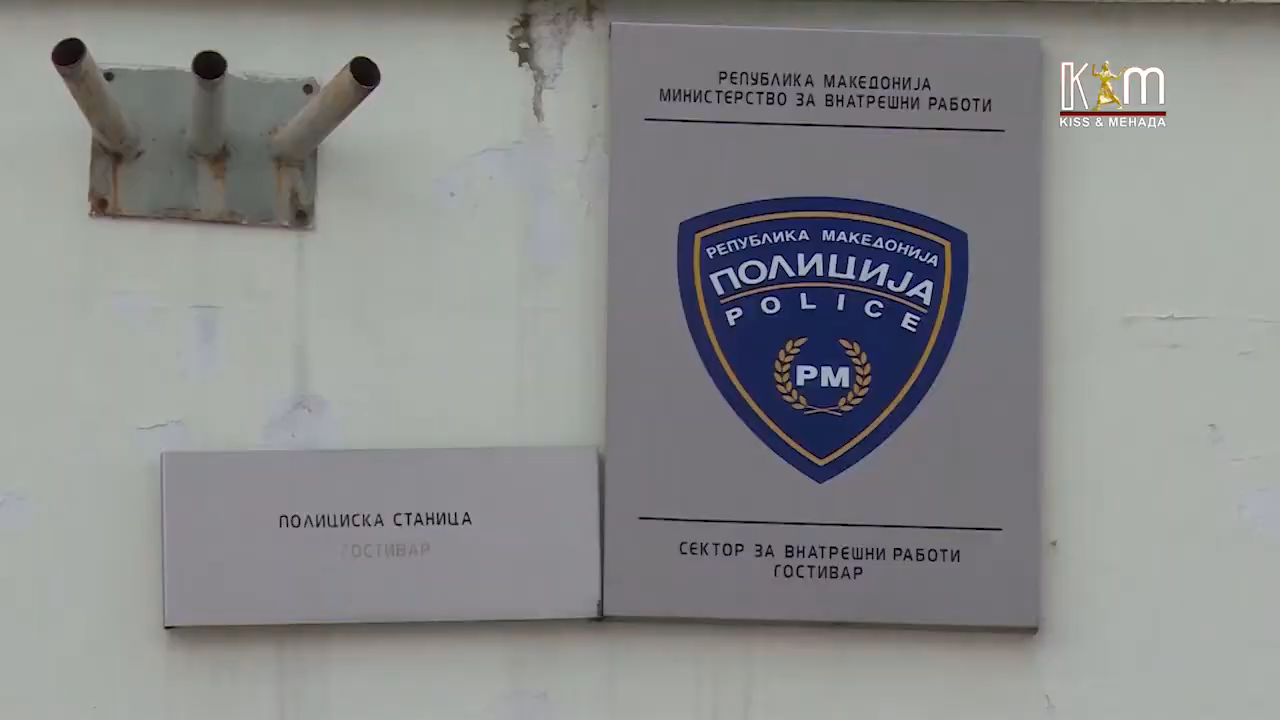 РЕПУБЛИКА МАКЕДОНИЈА
МИНИСТЕРСТВО ЗА ВНАТРЕШНИ РАБОТИ
РЕПУБЛИКА МАКЕДОНИЈА
ПОЛИЦИЈА
POLICE
РМ
СЕКТОР ЗА ВНАТРЕШНИ РАБОТИ
ГОСТИВАР
ПОЛИЦИСКА СТАНИЦА
ГОСТИВАР
K m
KISS & МЕНАДА